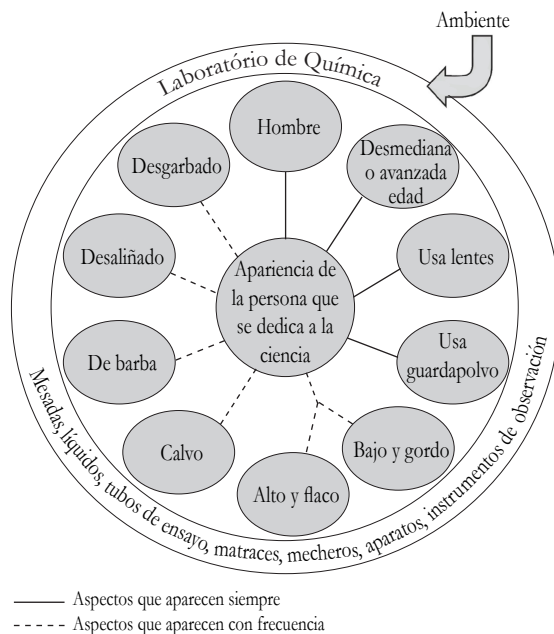 Ambiente
Laboratório de Química
Hombre
Desgarbado
Desmediana
o avanzada
edad
Desaliñado
Usa lentes
Apariencia de
la persona que
se dedica a la
ciencia
De barba
Usa
guardapolvo
Calvo
Bajo y gordo
Alto y flaco
Mesadas, líquidos, tubos de ensayo, matraces, mecheros, aparatos, instrumentos de observación
Aspectos que aparecen siempre
Aspectos que aparecen con frecuencia